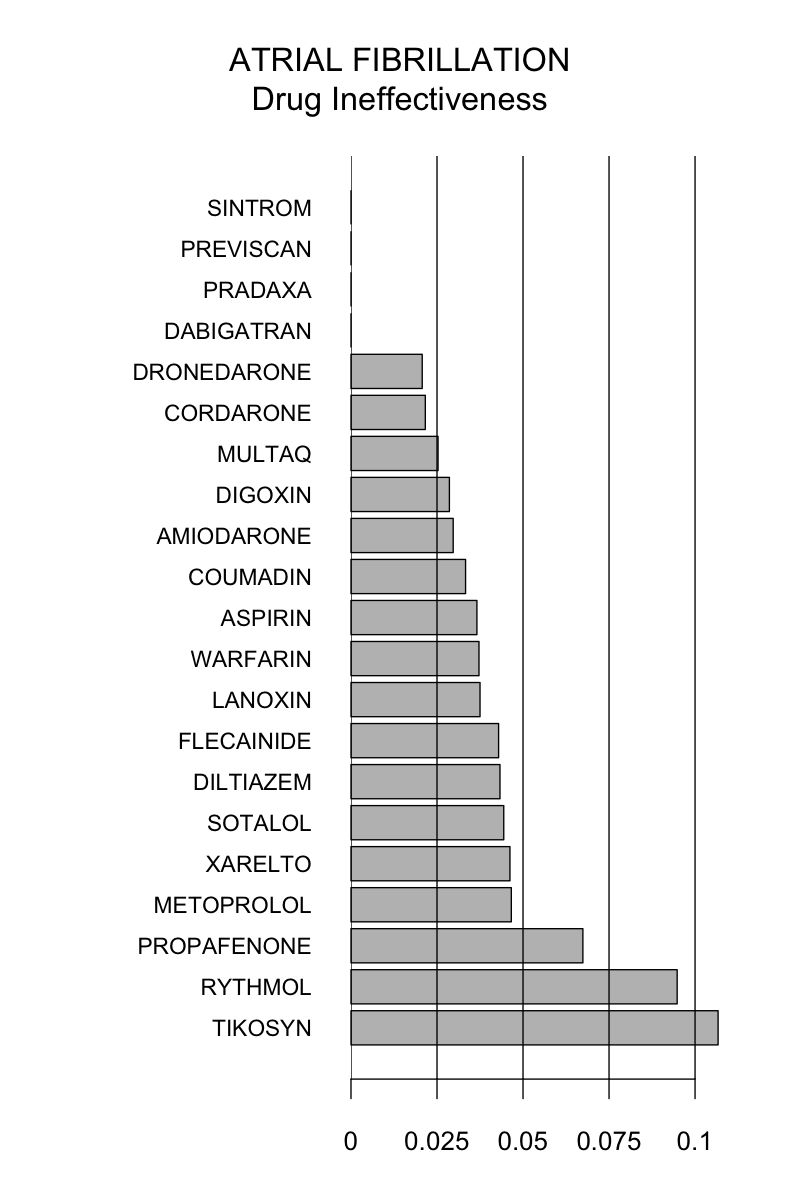 ATRIAL FIBRILLATION
Drug Ineffectiveness
SINTROM
PREVISCAN
PRADAXA
DABIGATRAN
DRONEDARONE
CORDARONE
MULTAQ
DIGOXIN
AMIODARONE
COUMADIN
ASPIRIN
WARFARIN
LANOXIN
FLECAINIDE
DILTIAZEM
SOTALOL
XARELTO
METOPROLOL
PROPAFENONE
RYTHMOL
TIKOSYN
0 0.025 0.05 0.075 0.1